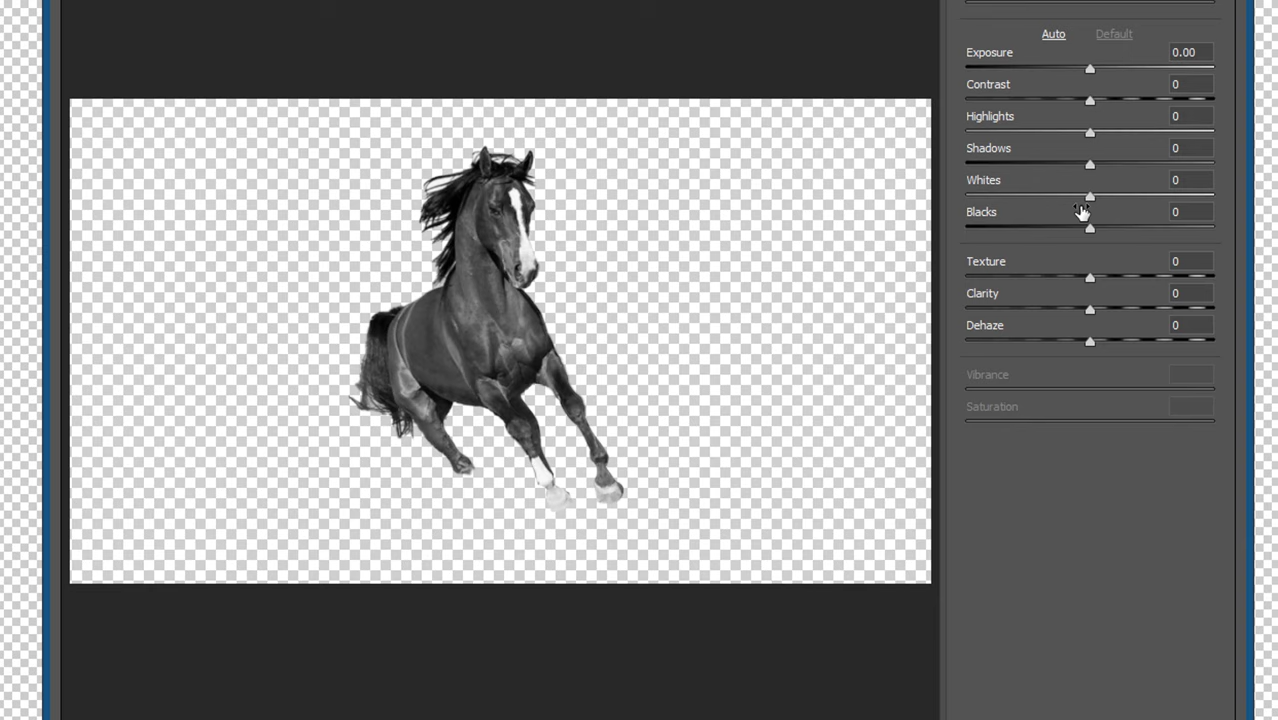 Auto Default
Exposure 0.00
Contrast 0
Highlights 0
Shadows 0
Whites 0
Blacks 0
Texture 0
Clarity 0
Dehaze 0
Vibrance
Saturation